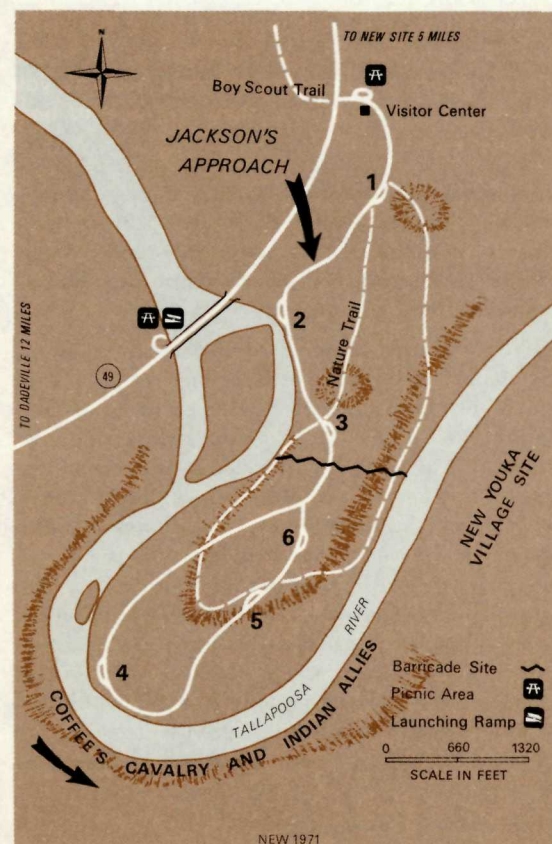 N
TO NEW SITE 5 MILES
Boy Scout Trail
Visitor Center
JACKSON'S
APPROACH
1
2
TO DADEVILLE 12 MILES
49
Nature Trail
3
NEW YOUKA
VILLAGE SITE
6
5
4
TALLAPOOSA RIVER
COFFEE'S CAVALRY AND INDIAN ALLIES
Barricade Site
Picnic Area
Launching Ramp
0 660 1320
SCALE IN FEET
NEW 1971